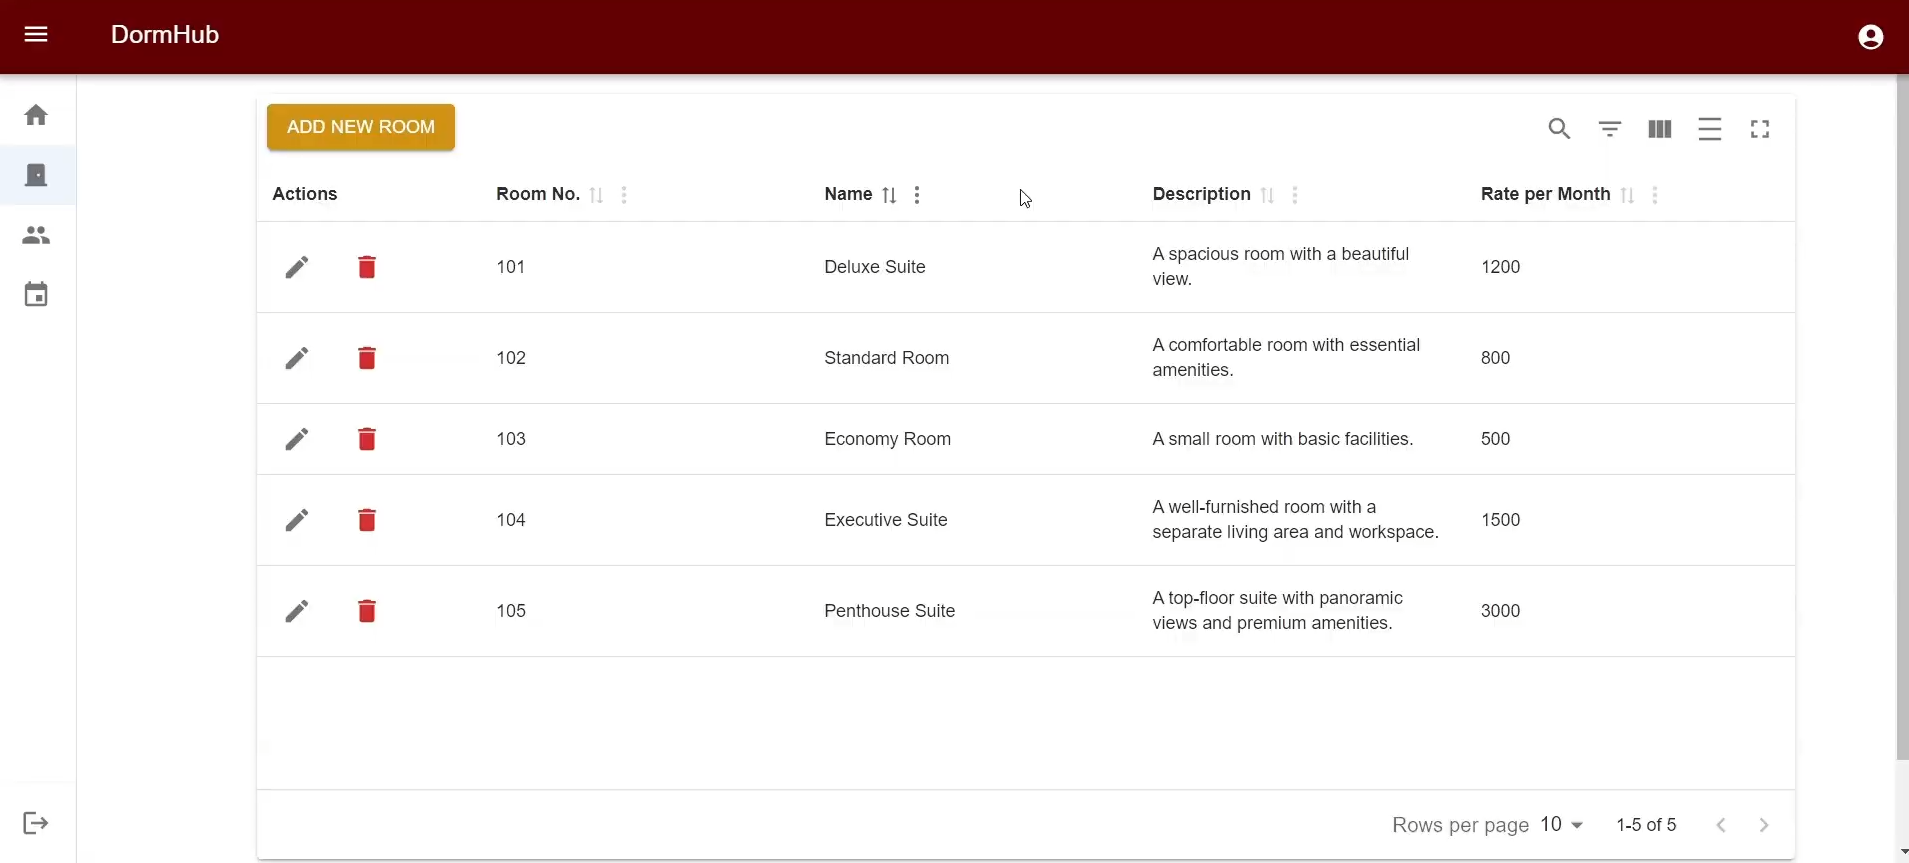 DormHub
ADD NEW ROOM
Actions Room No. Name Description Rate per Month
101 Deluxe Suite A spacious room with a beautiful view. 1200
102 Standard Room A comfortable room with essential amenities. 800
103 Economy Room A small room with basic facilities. 500
104 Executive Suite A well-furnished room with a separate living area and workspace. 1500
105 Penthouse Suite A top-floor suite with panoramic views and premium amenities. 3000
Rows per page 10 1-5 of 5